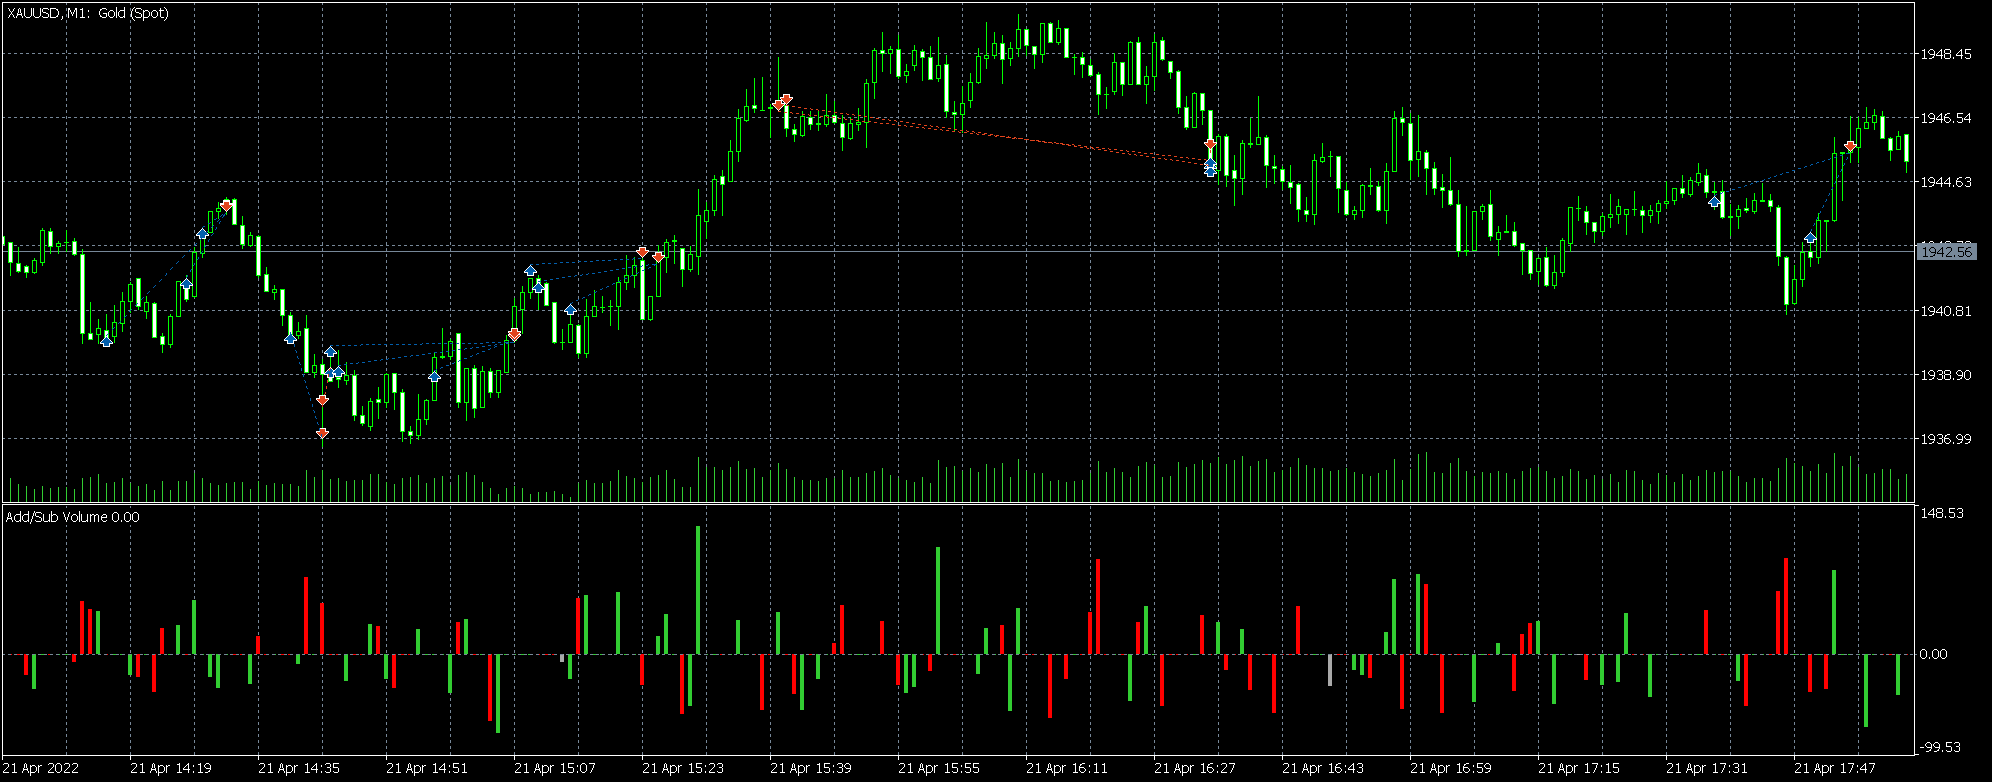 XAUUSD, M1:  Gold (Spot)
1948.45
1946.54
1944.63
1942.56
1940.81
1938.90
1936.99
Add/Sub Volume 0.00
148.53
0.00
-99.53
21 Apr 2022
21 Apr 14:19
21 Apr 14:35
21 Apr 14:51
21 Apr 15:07
21 Apr 15:23
21 Apr 15:39
21 Apr 15:55
21 Apr 16:11
21 Apr 16:27
21 Apr 16:43
21 Apr 16:59
21 Apr 17:15
21 Apr 17:31
21 Apr 17:47